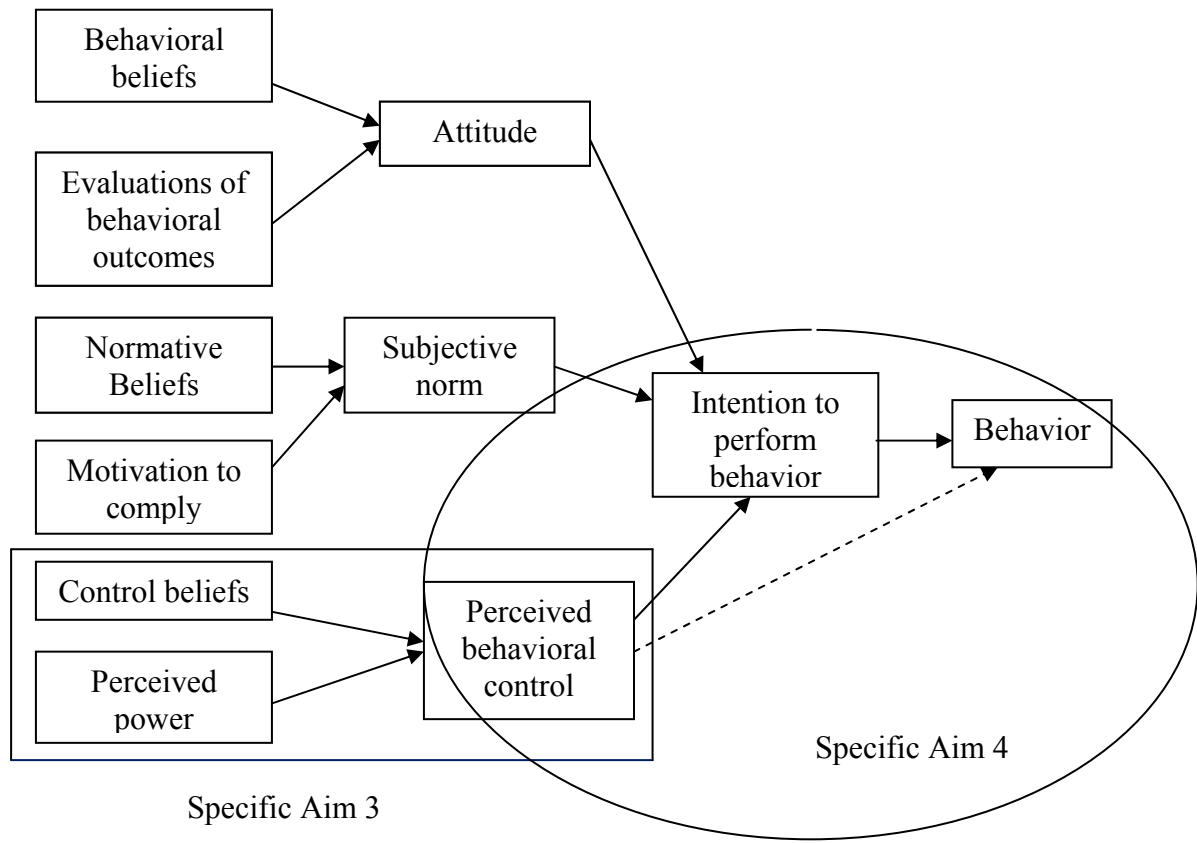 Behavioral
beliefs
Attitude
Evaluations of
behavioral
outcomes
Normative
Beliefs
Subjective
norm
Intention to
perform
behavior
Behavior
Motivation to
comply
Control beliefs
Perceived
behavioral
control
Perceived
power
Specific Aim 4
Specific Aim 3